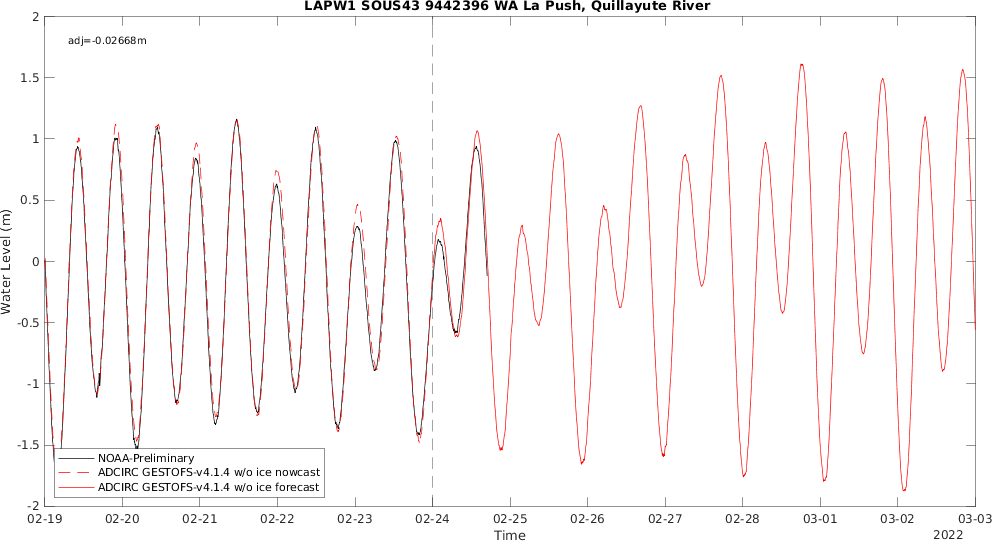 LAPW1 SOUS43 9442396 WA La Push, Quillayute River
adj=-0.02668m
2
1.5
1
0.5
0
-0.5
-1
-1.5
-2
Water Level (m)
NOAA-Preliminary
ADCIRC GESTOFS-v4.1.4 w/o ice nowcast
ADCIRC GESTOFS-v4.1.4 w/o ice forecast
02-19 02-20 02-21 02-22 02-23 02-24 02-25 02-26 02-27 02-28 03-01 03-02 03-03
Time
2022